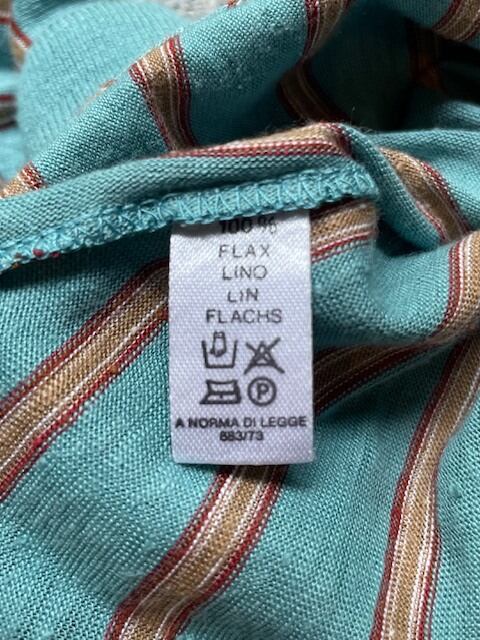 100%
FLAX
LINO
LIN
FLACHS
P
A NORMA DI LEGGE
883/73